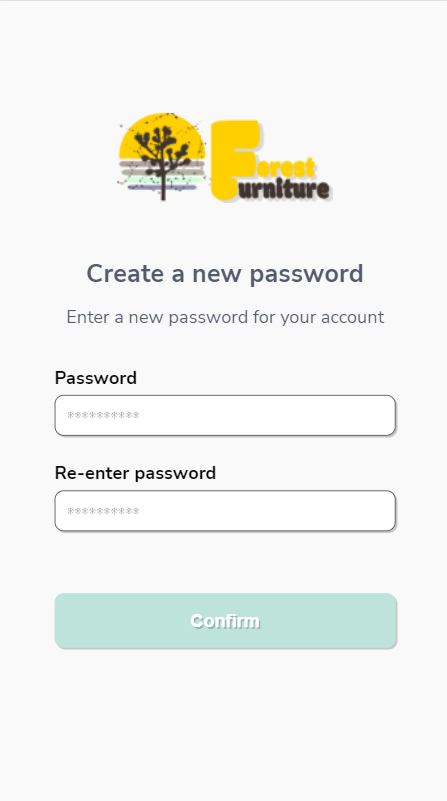 Forest
Furniture
Create a new password
Enter a new password for your account
Password
**********
Re-enter password
**********
Confirm